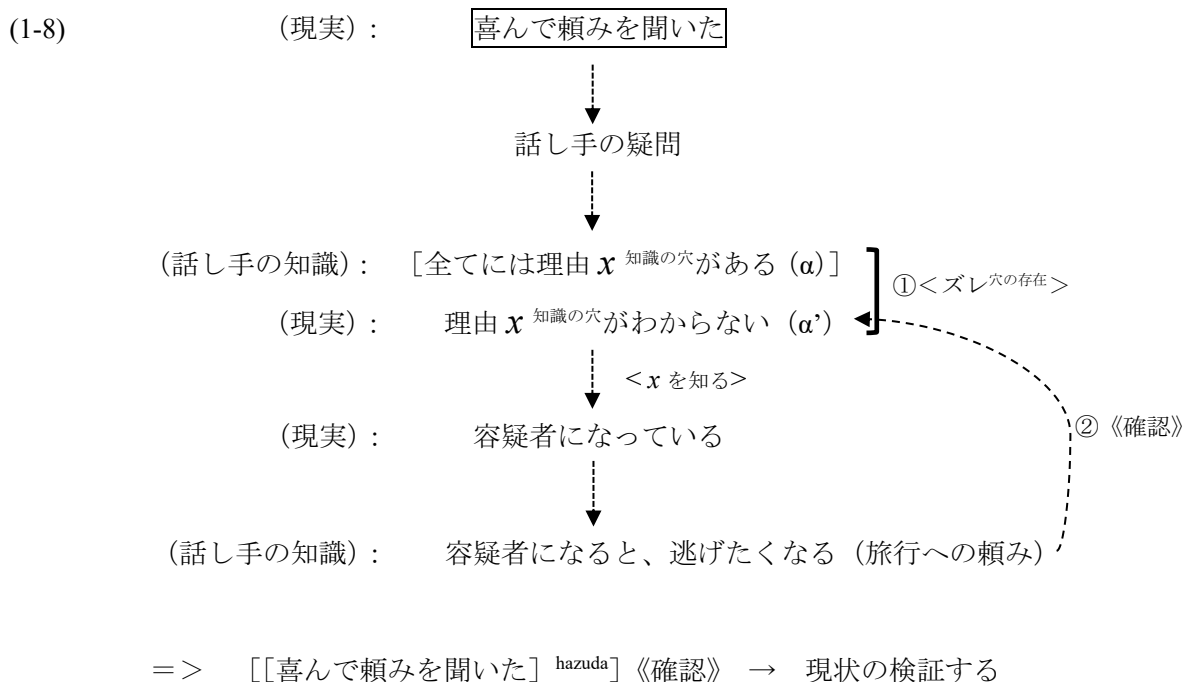 (1-8) （現実）： 喜んで頼みを聞いた
話し手の疑問
（話し手の知識）： ［全てには理由 x 知識の穴がある（α）］
①＜ズレ穴の存在＞
（現実）： 理由 x 知識の穴がわからない（α’）
＜x を知る＞
（現実）： 容疑者になっている
②《確認》
（話し手の知識）： 容疑者になると、逃げたくなる（旅行への頼み）
＝＞ ［［喜んで頼みを聞いた］hazuda］《確認》 → 現状の検証する